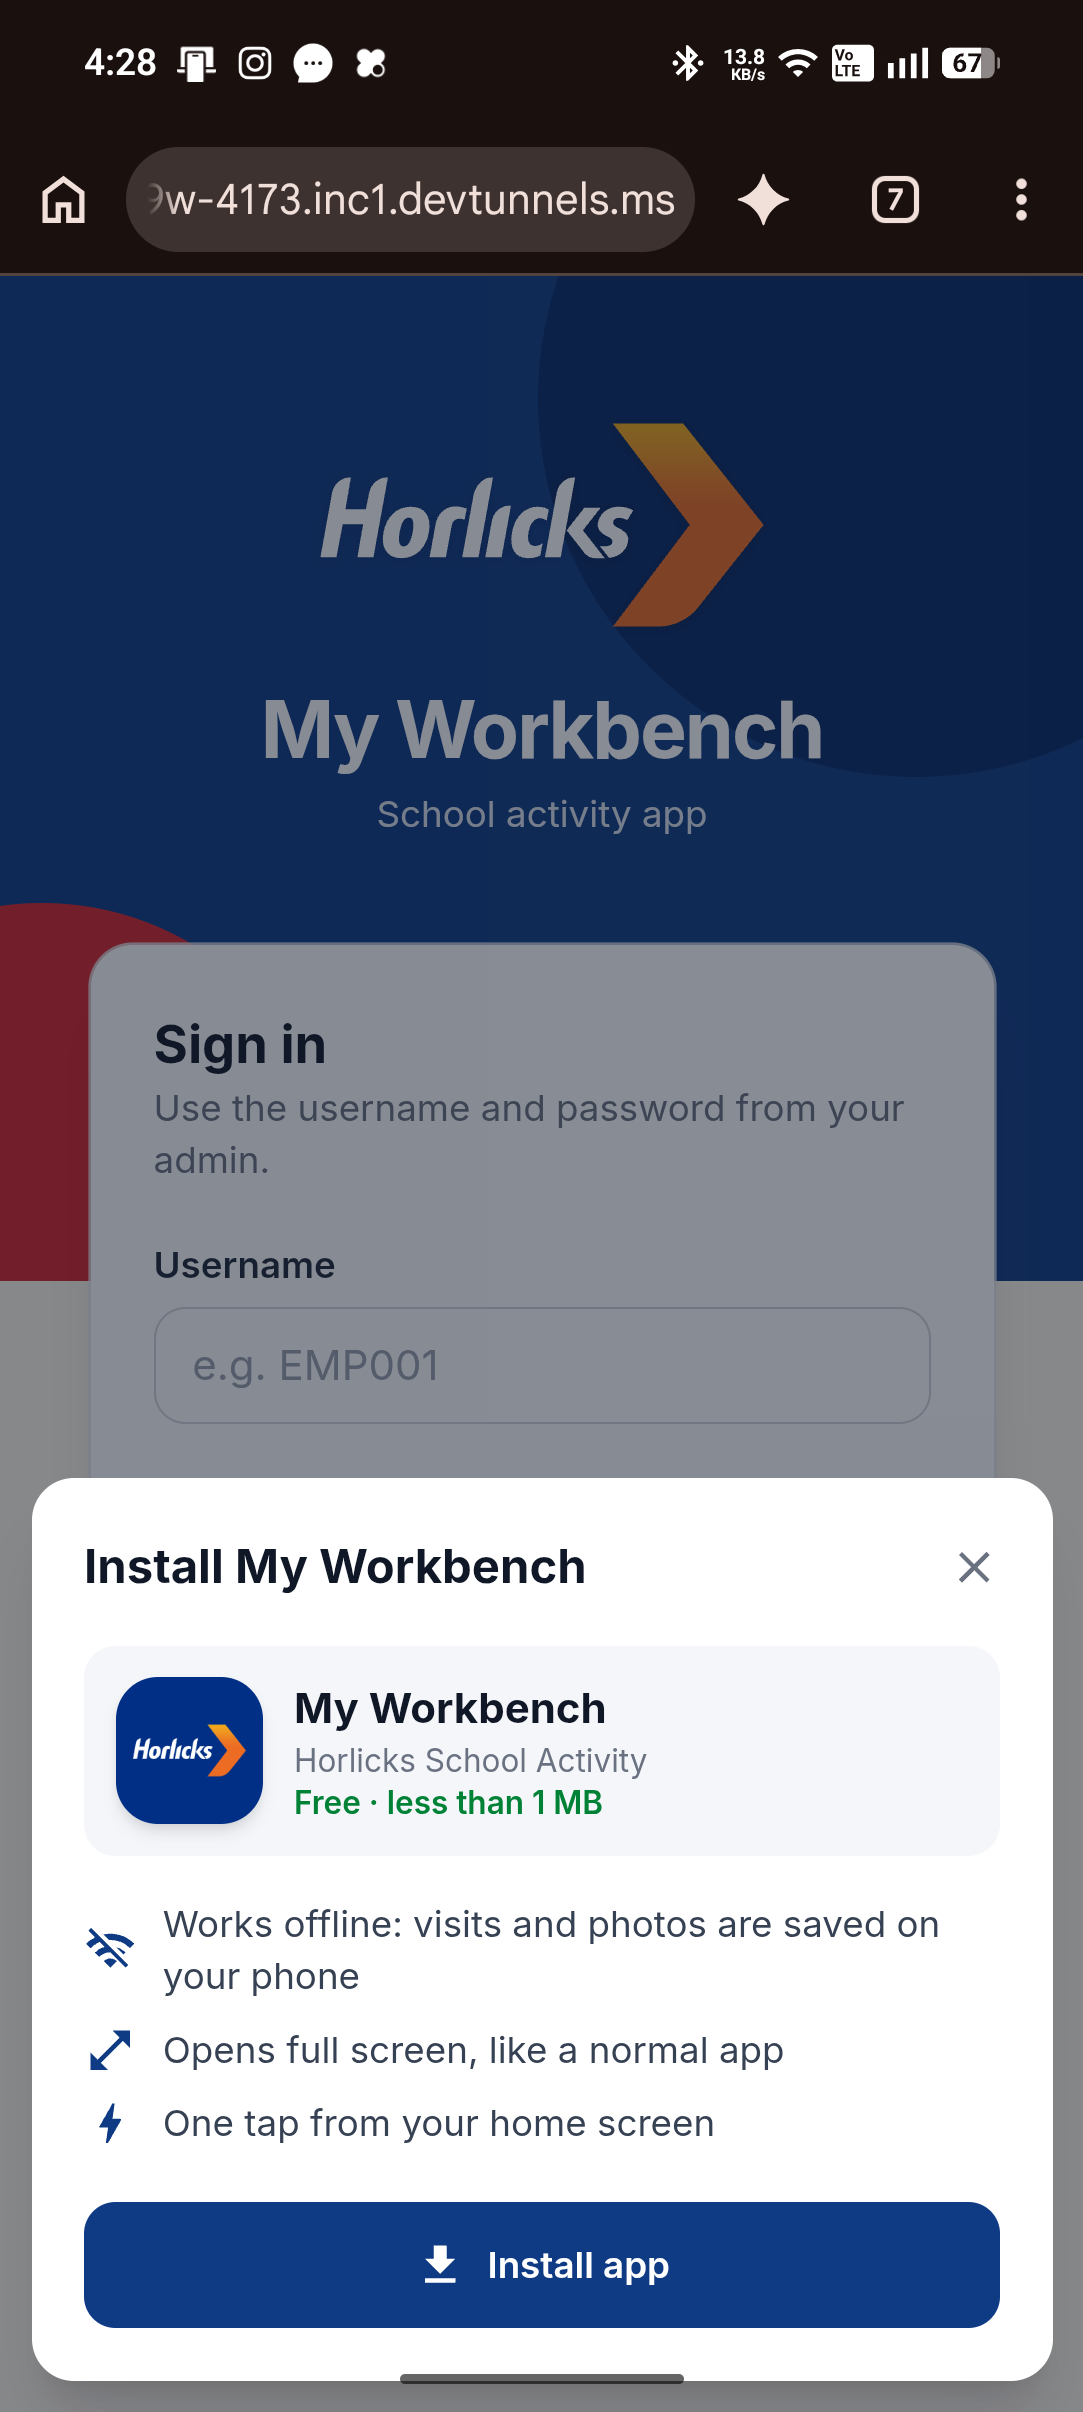 4:28
13.8
KB/s
Vo
LTE
67
w-4173.inc1.devtunnels.ms
7
Horlicks
My Workbench
School activity app
Sign in
Use the username and password from your
admin.
Username
e.g. EMP001
Install My Workbench
Horlicks
My Workbench
Horlicks School Activity
Free · less than 1 MB
Works offline: visits and photos are saved on
your phone
Opens full screen, like a normal app
One tap from your home screen
Install app